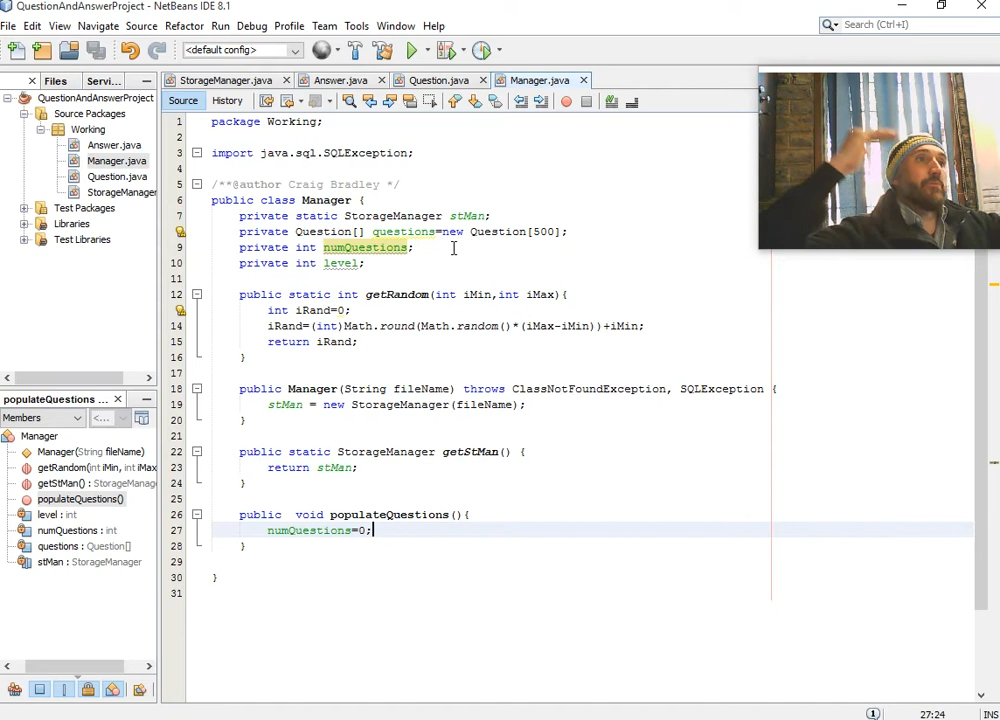 QuestionAndAnswerProject - NetBeans IDE 8.1
File Edit View Navigate Source Refactor Run Debug Profile Team Tools Window Help
<default config>
Search (Ctrl+I)
Files Servi...
StorageManager.java Answer.java Question.java Manager.java
Source History
QuestionAndAnswerProject
Source Packages
Working
Answer.java
Manager.java
Question.java
StorageManager
Test Packages
Libraries
Test Libraries
1 package Working;
2
3 import java.sql.SQLException;
4
5 /**@author Craig Bradley */
6 public class Manager {
7 private static StorageManager stMan;
private Question[] questions=new Question[500];
9 private int numQuestions;
10 private int level;
11
12 public static int getRandom(int iMin,int iMax){
int iRand=0;
14 iRand=(int)Math.round(Math.random()*(iMax-iMin))+iMin;
15 return iRand;
16 }
17
18 public Manager(String fileName) throws ClassNotFoundException, SQLException {
19 stMan = new StorageManager(fileName);
20 }
21
22 public static StorageManager getStMan() {
23 return stMan;
24 }
25
26 public void populateQuestions(){
27 numQuestions=0;
28 }
29
30 }
31
populateQuestions ...
Members <...
Manager
Manager(String fileName)
getRandom(int iMin, int iMax
getStMan() : StorageManag
populateQuestions()
level : int
numQuestions : int
questions : Question[]
stMan : StorageManager
1 27:24 INS